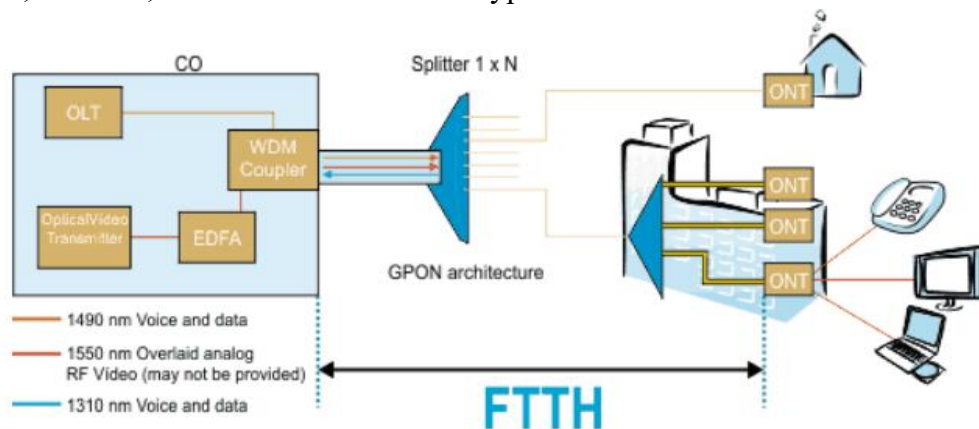 CO
Splitter 1 x N
ONT
OLT
WDM
Coupler
ONT
OpticalVideo
Transmitter
EDFA
ONT
GPON architecture
ONT
1490 nm Voice and data
1550 nm Overlaid analog
RF Video (may not be provided)
1310 nm Voice and data
FTTH